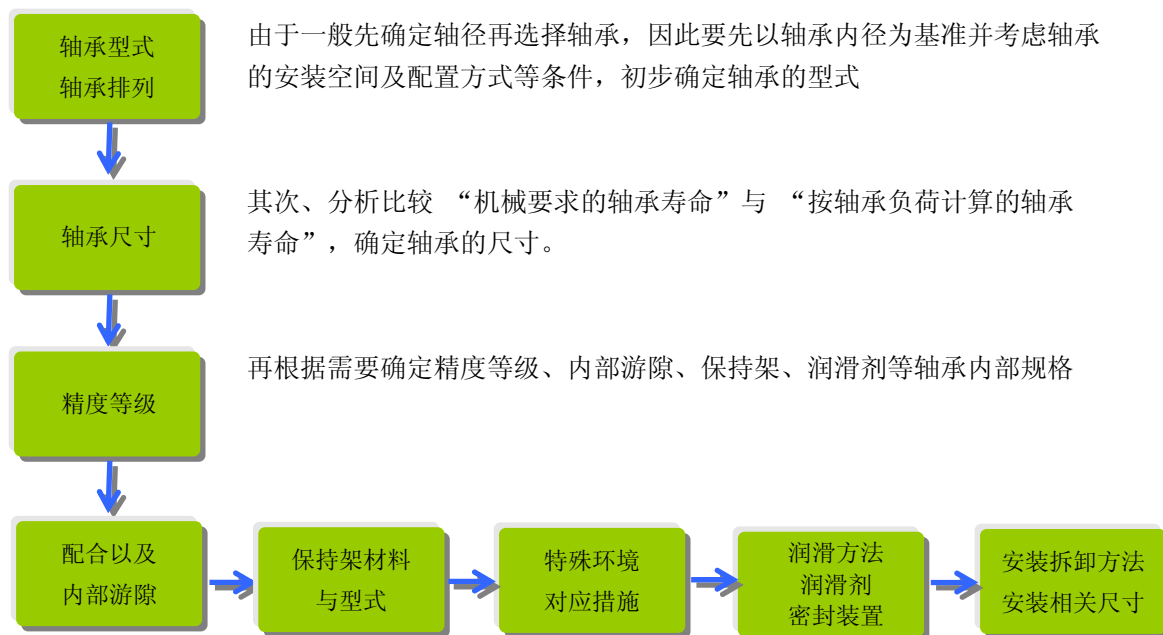 轴承型式
轴承排列
由于一般先确定轴径再选择轴承，因此要先以轴承内径为基准并考虑轴承
的安装空间及配置方式等条件，初步确定轴承的型式
轴承尺寸
其次、分析比较 “机械要求的轴承寿命”与 “按轴承负荷计算的轴承
寿命”，确定轴承的尺寸。
精度等级
再根据需要确定精度等级、内部游隙、保持架、润滑剂等轴承内部规格
配合以及
内部游隙
保持架材料
与型式
特殊环境
对应措施
润滑方法
润滑剂
密封装置
安装拆卸方法
安装相关尺寸